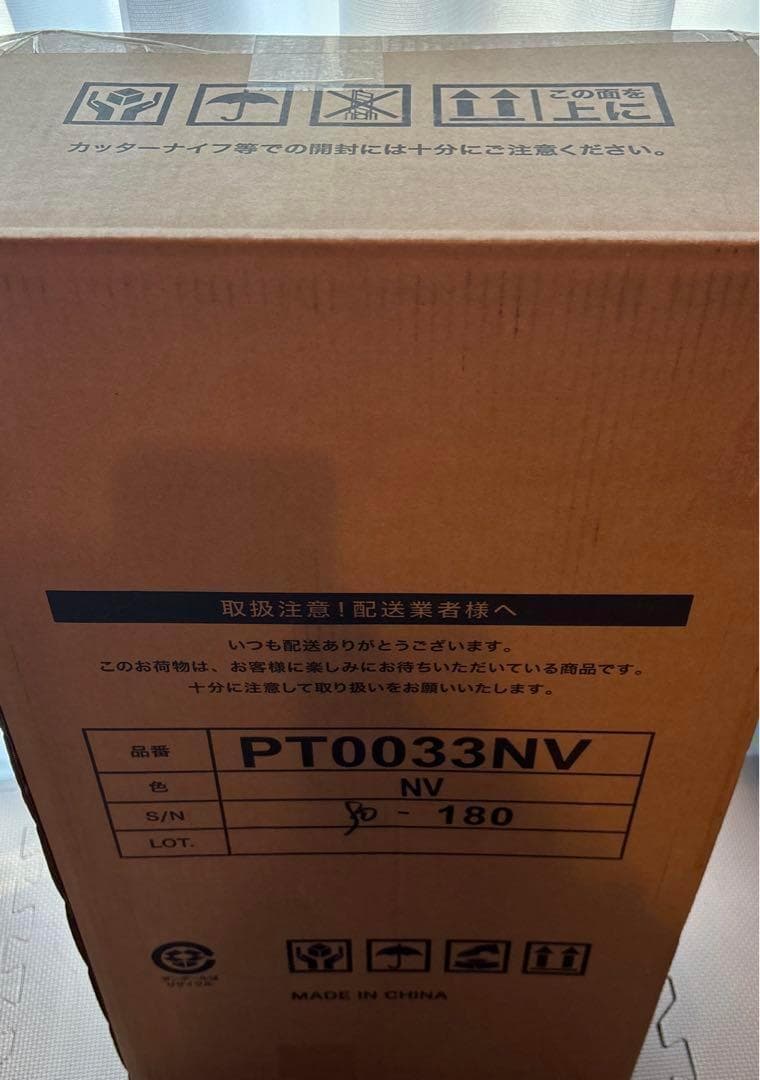 この面を
上に
カッターナイフ等での開封には十分にご注意ください。
取扱注意！配送業者様へ
いつも配送ありがとうございます。
このお荷物は、お客様に楽しみにお待ちいただいている商品です。
十分に注意して取り扱いをお願いいたします。
品番 PT0033NV
色 NV
S/N - 180
LOT.
MADE IN CHINA